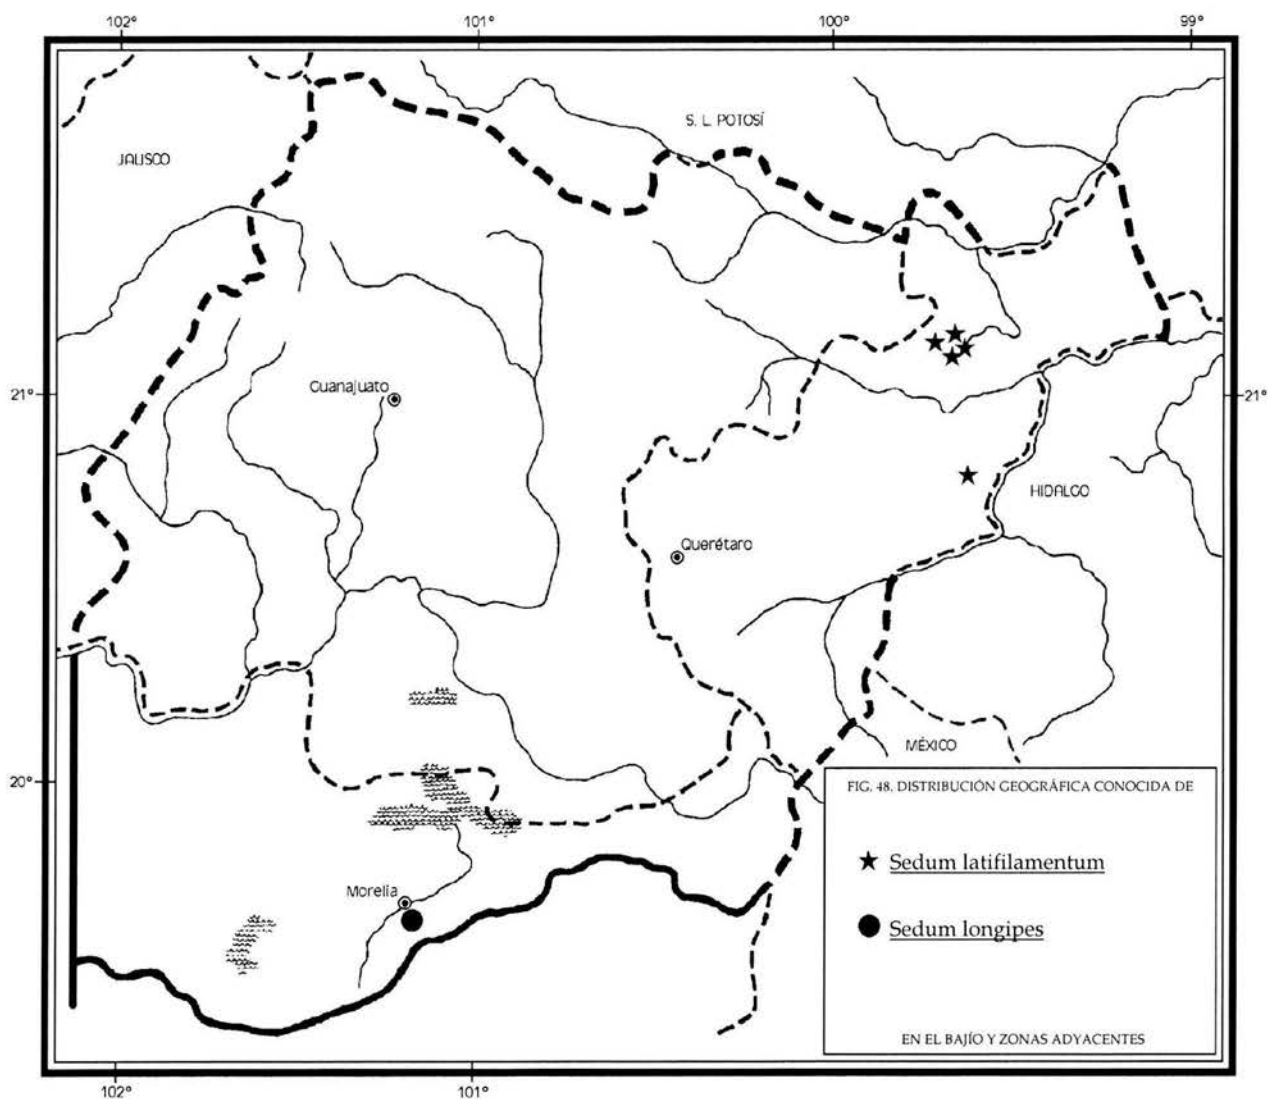 102°
101°
100°
99°
S. L. POTOSÍ
JALISCO
Guanajuato
21°
21°
HIDALGO
Querétaro
MÉXICO
20°
FIG. 48. DISTRIBUCIÓN GEOGRÁFICA CONOCIDA DE
Sedum latifilamentum
Morelia
Sedum longipes
EN EL BAJÍO Y ZONAS ADYACENTES
102°
101°